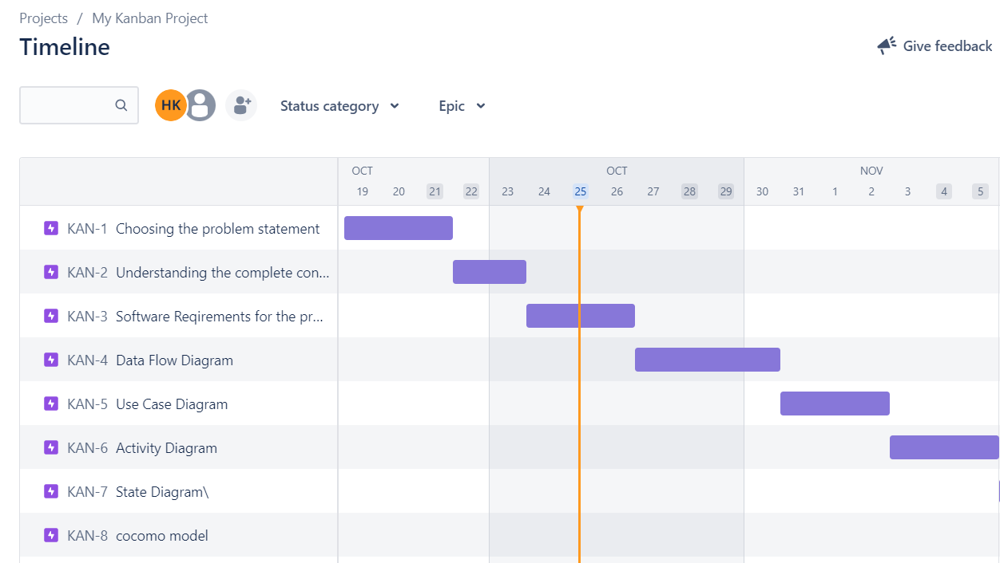 Projects / My Kanban Project
Timeline
Give feedback
HK
Status category
Epic
OCT OCT NOV
19 20 21 22 23 24 25 26 27 28 29 30 31 1 2 3 4 5
KAN-1 Choosing the problem statement
KAN-2 Understanding the complete con...
KAN-3 Software Reqirements for the pr...
KAN-4 Data Flow Diagram
KAN-5 Use Case Diagram
KAN-6 Activity Diagram
KAN-7 State Diagram\
KAN-8 cocomo model